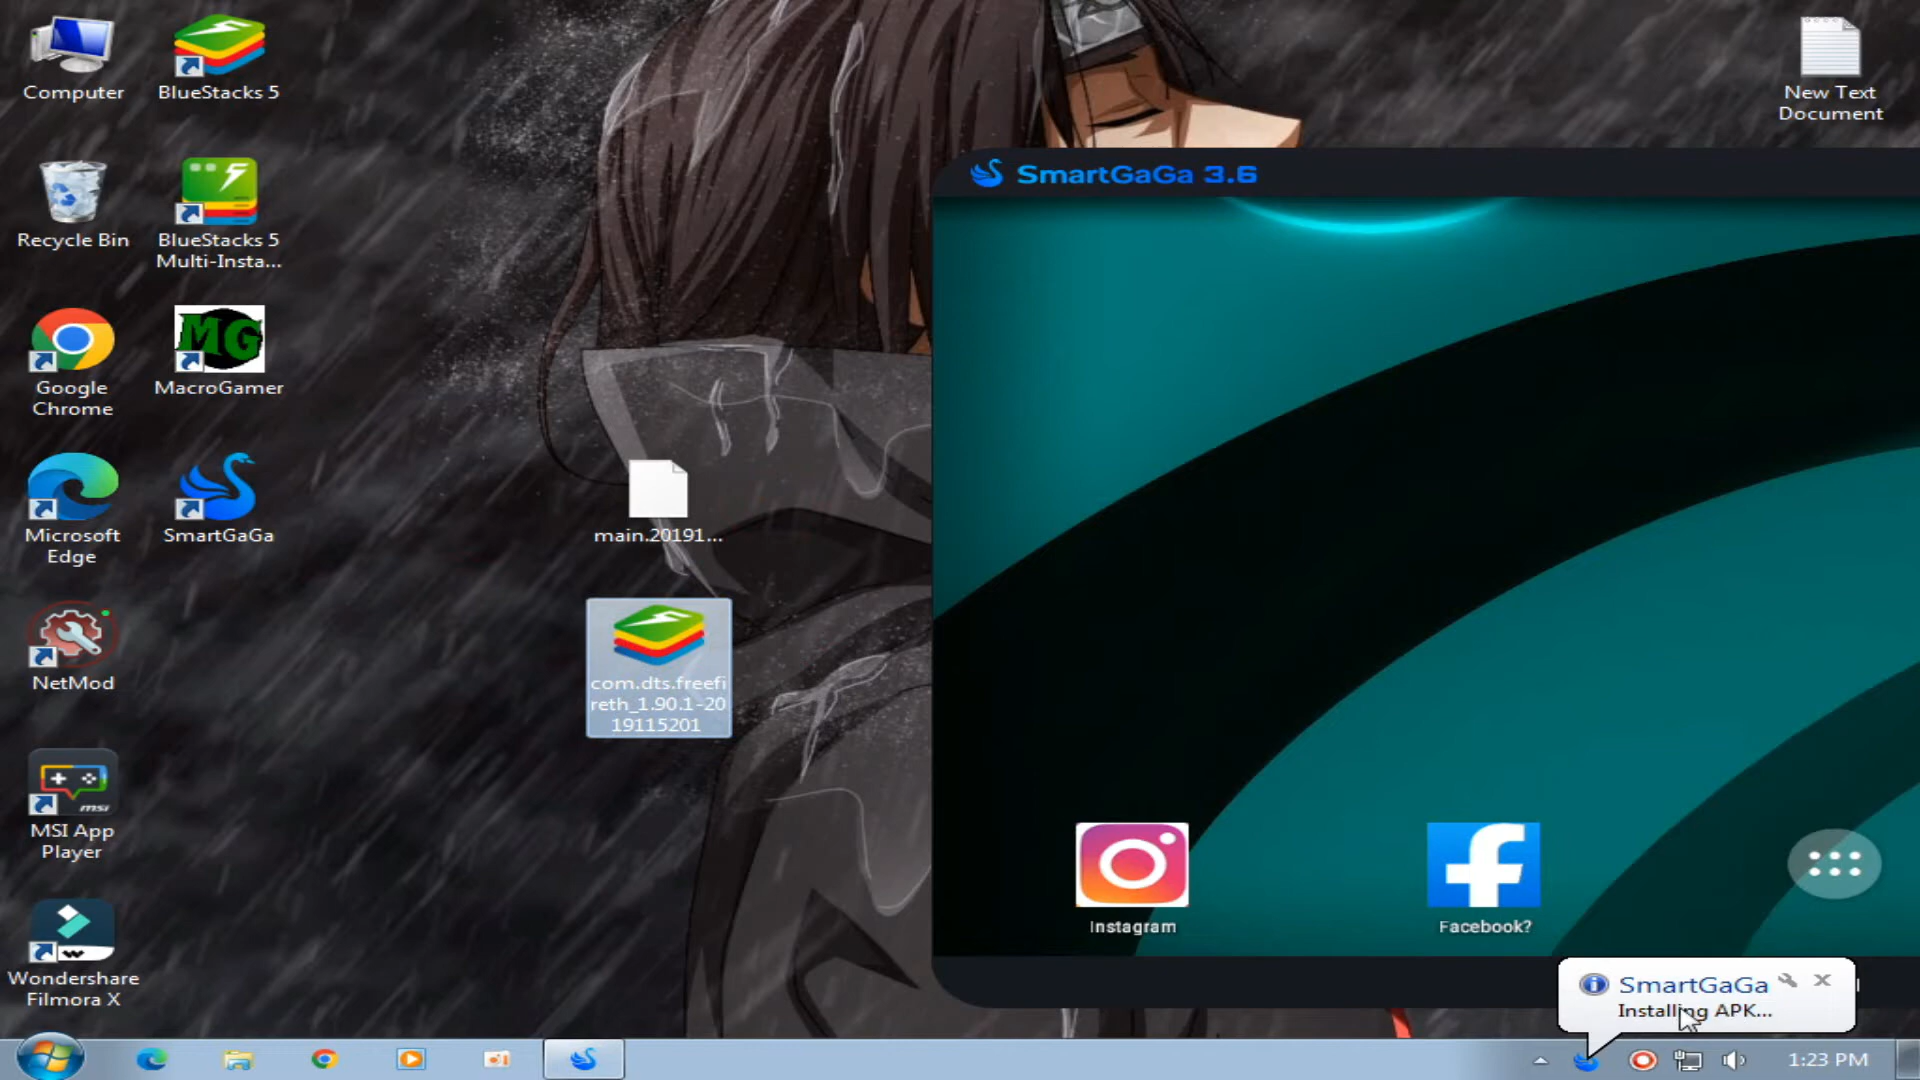 Computer
BlueStacks 5
New Text
Document
SmartGaGa 3.6
Recycle Bin
BlueStacks 5
Multi-Insta...
Google
Chrome
MG
MacroGamer
Microsoft
Edge
SmartGaGa
main.20191...
NetMod
com.dts.freefi
reth_1.90.1-20
19115201
msi
MSI App
Player
Instagram
Facebook?
Wondershare
Filmora X
SmartGaGa
Installing APK...
1:23 PM